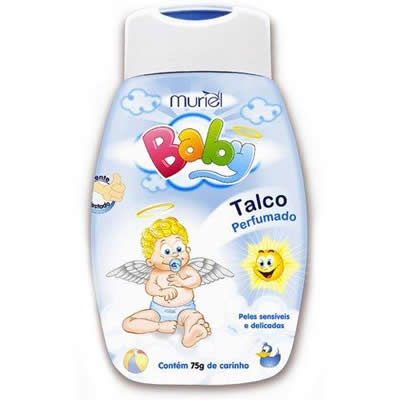 muriel
Baby
Talco
Perfumado
Peles sensíveis
e delicadas
Contém 75g de carinho